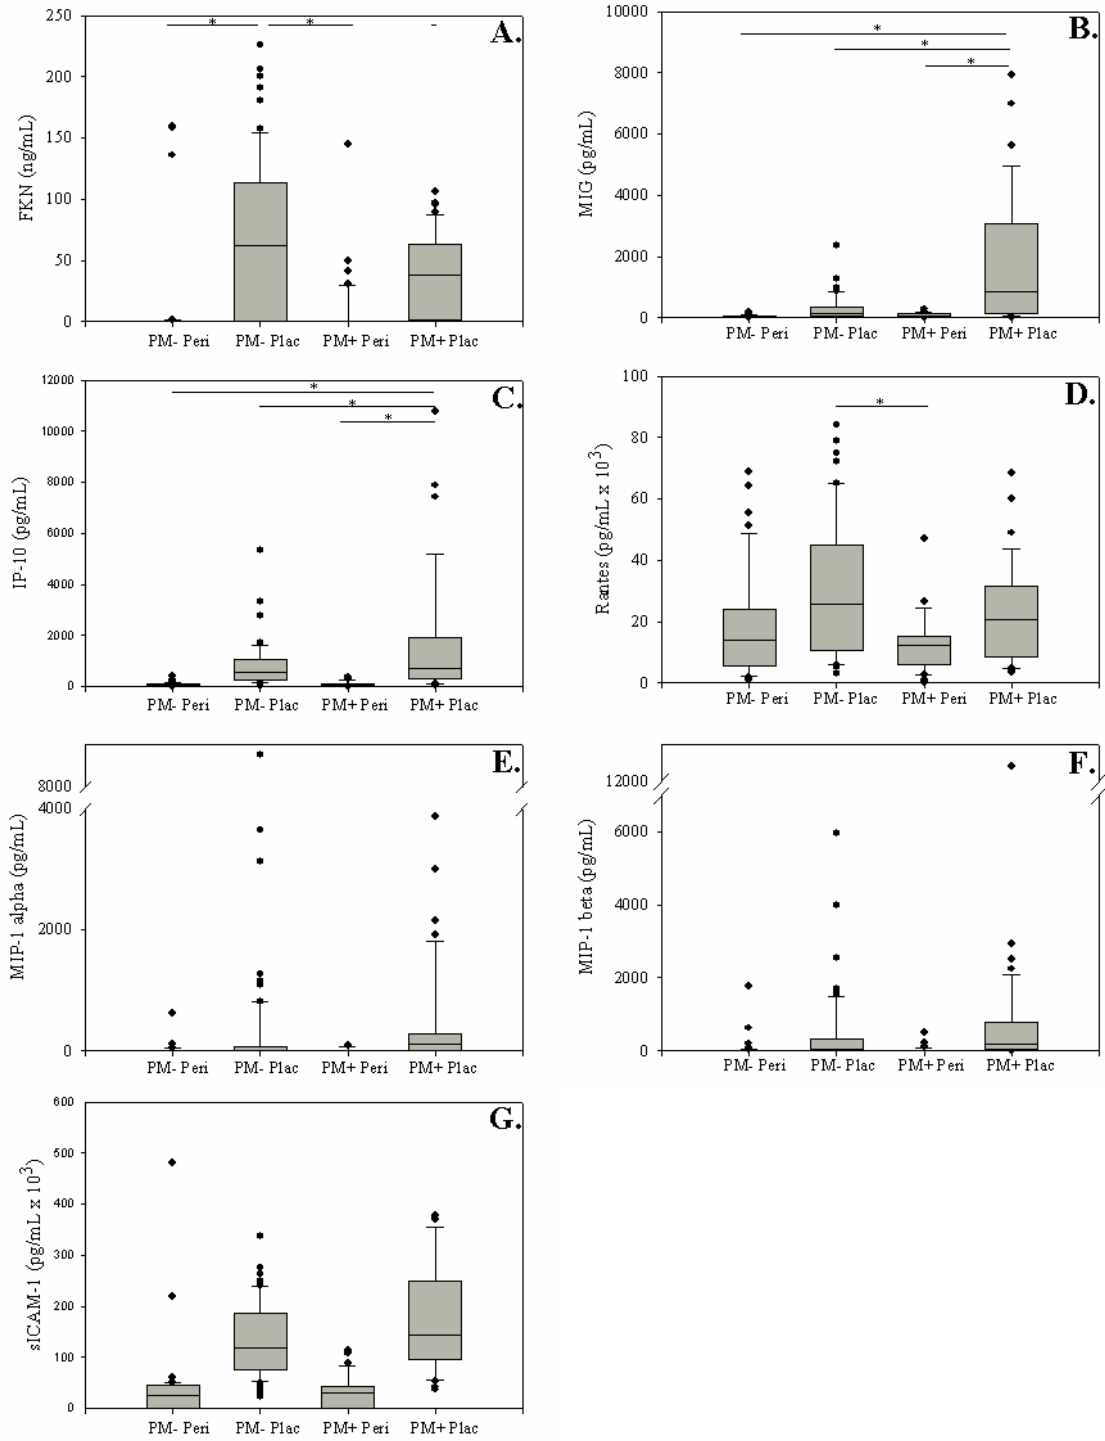 A.
FKN (ng/mL)
250
200
150
100
50
0
* * -
PM- Peri PM- Plac PM+ Peri PM+ Plac
B.
MIG (pg/mL)
10000
8000
6000
4000
2000
0
*
*
*
PM- Peri PM- Plac PM+ Peri PM+ Plac
C.
IP-10 (pg/mL)
12000
10000
8000
6000
4000
2000
0
*
*
*
PM- Peri PM- Plac PM+ Peri PM+ Plac
D.
Rantes (pg/mL x 10³)
100
80
60
40
20
0
*
PM- Peri PM- Plac PM+ Peri PM+ Plac
E.
MIP-1 alpha (pg/mL)
8000
4000
2000
0
PM- Peri PM- Plac PM+ Peri PM+ Plac
F.
MIP-1 beta (pg/mL)
12000
6000
4000
2000
0
PM- Peri PM- Plac PM+ Peri PM+ Plac
G.
sICAM-1 (pg/mL x 10³)
600
500
400
300
200
100
0
PM- Peri PM- Plac PM+ Peri PM+ Plac